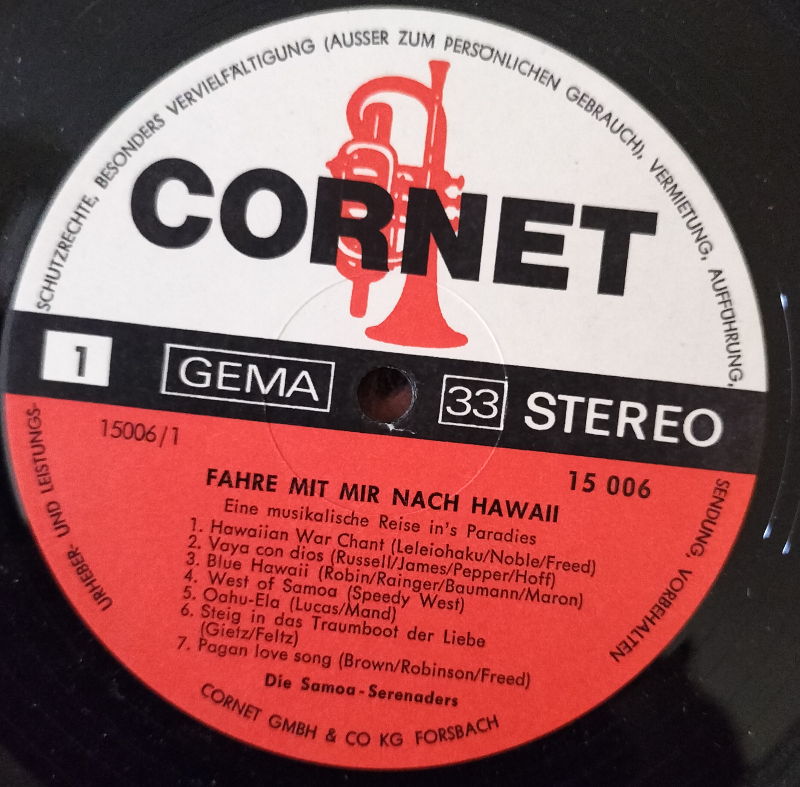 URHEBER- UND LEISTUNGS-
SCHUTZRECHTE, BESONDERS VERVIELFÄLTIGUNG (AUSSER ZUM PERSÖNLICHEN GEBRAUCH), VERMIETUNG, AUFFÜHRUNG,
SENDUNG, VORBEHALTEN
CORNET
1
GEMA
33
STEREO
15006/1
15 006
FAHRE MIT MIR NACH HAWAII
Eine musikalische Reise in's Paradies
1. Hawaiian War Chant (Leleiohaku/Noble/Freed)
2. Vaya con dios (Russell/James/Pepper/Hoff)
3. Blue Hawaii (Robin/Rainger/Baumann/Maron)
4. West of Samoa (Speedy West)
5. Oahu-Ela (Lucas/Mand)
6. Steig in das Traumboot der Liebe
(Gietz/Feltz)
7. Pagan love song (Brown/Robinson/Freed)
Die Samoa-Serenaders
CORNET GMBH & CO KG FORSBACH